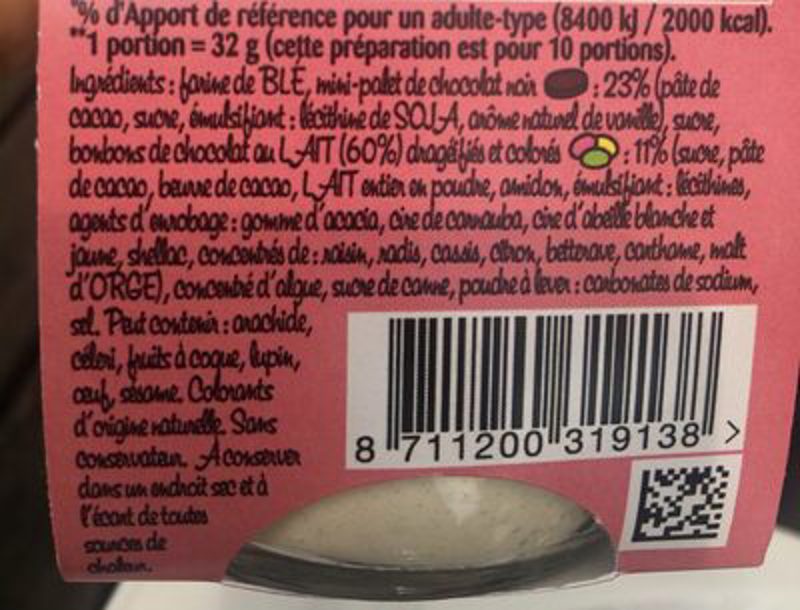 *% d'Apport de référence pour un adulte-type (8400 kJ / 2000 kcal).
**1 portion = 32 g (cette préparation est pour 10 portions).
Ingrédients : farine de BLÉ, mini-palet de chocolat noir : 23% (pâte de
cacao, sucre, émulsifiant : lécithine de SOJA, arôme naturel de vanille), sucre,
bonbons de chocolat au LAIT (60%) dragéifiés et colorés : 11% (sucre, pâte
de cacao, beurre de cacao, LAIT entier en poudre, amidon, émulsifiant : lécithines,
agents d'enrobage : gomme d'acacia, cire de carnauba, cire d'abeille blanche et
jaune, shellac, concentrés de : raisin, radis, cassis, citron, betterave, carthame, malt
d'ORGE), concentré d'algue, sucre de canne, poudre à lever : carbonates de sodium,
sel. Peut contenir : arachide,
céleri, fruits à coque, lupin,
œuf, sésame. Colorants
d'origine naturelle. Sans
conservateur. A conserver
dans un endroit sec et à
l'écart de toutes
sources de
chaleur.
8 711200 319138 >